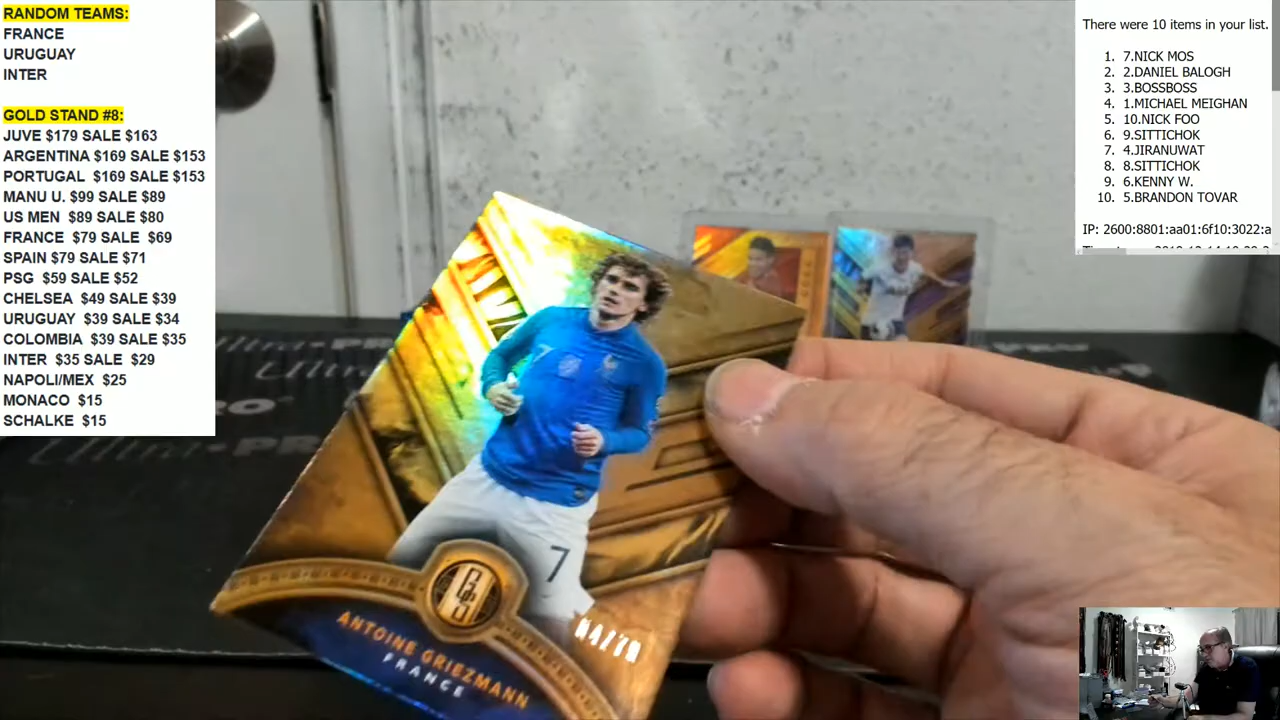 RANDOM TEAMS:
FRANCE
URUGUAY
INTER
GOLD STAND #8:
JUVE $179 SALE $163
ARGENTINA $169 SALE $153
PORTUGAL $169 SALE $153
MANU U. $99 SALE $89
US MEN $89 SALE $80
FRANCE $79 SALE $69
SPAIN $79 SALE $71
PSG $59 SALE $52
CHELSEA $49 SALE $39
URUGUAY $39 SALE $34
COLOMBIA $39 SALE $35
INTER $35 SALE $29
NAPOLI/MEX $25
MONACO $15
SCHALKE $15
There were 10 items in your list.
1. 7.NICK MOS
2. 2.DANIEL BALOGH
3. 3.BOSSBOSS
4. 1.MICHAEL MEIGHAN
5. 10.NICK FOO
6. 9.SITTICHOK
7. 4.JIRANUWAT
8. 8.SITTICHOK
9. 6.KENNY W.
10. 5.BRANDON TOVAR
IP: 2600:8801:aa01:6f10:3022:a
7
7
GS
ANTOINE GRIEZMANN
FRANCE
Ultra-PRO